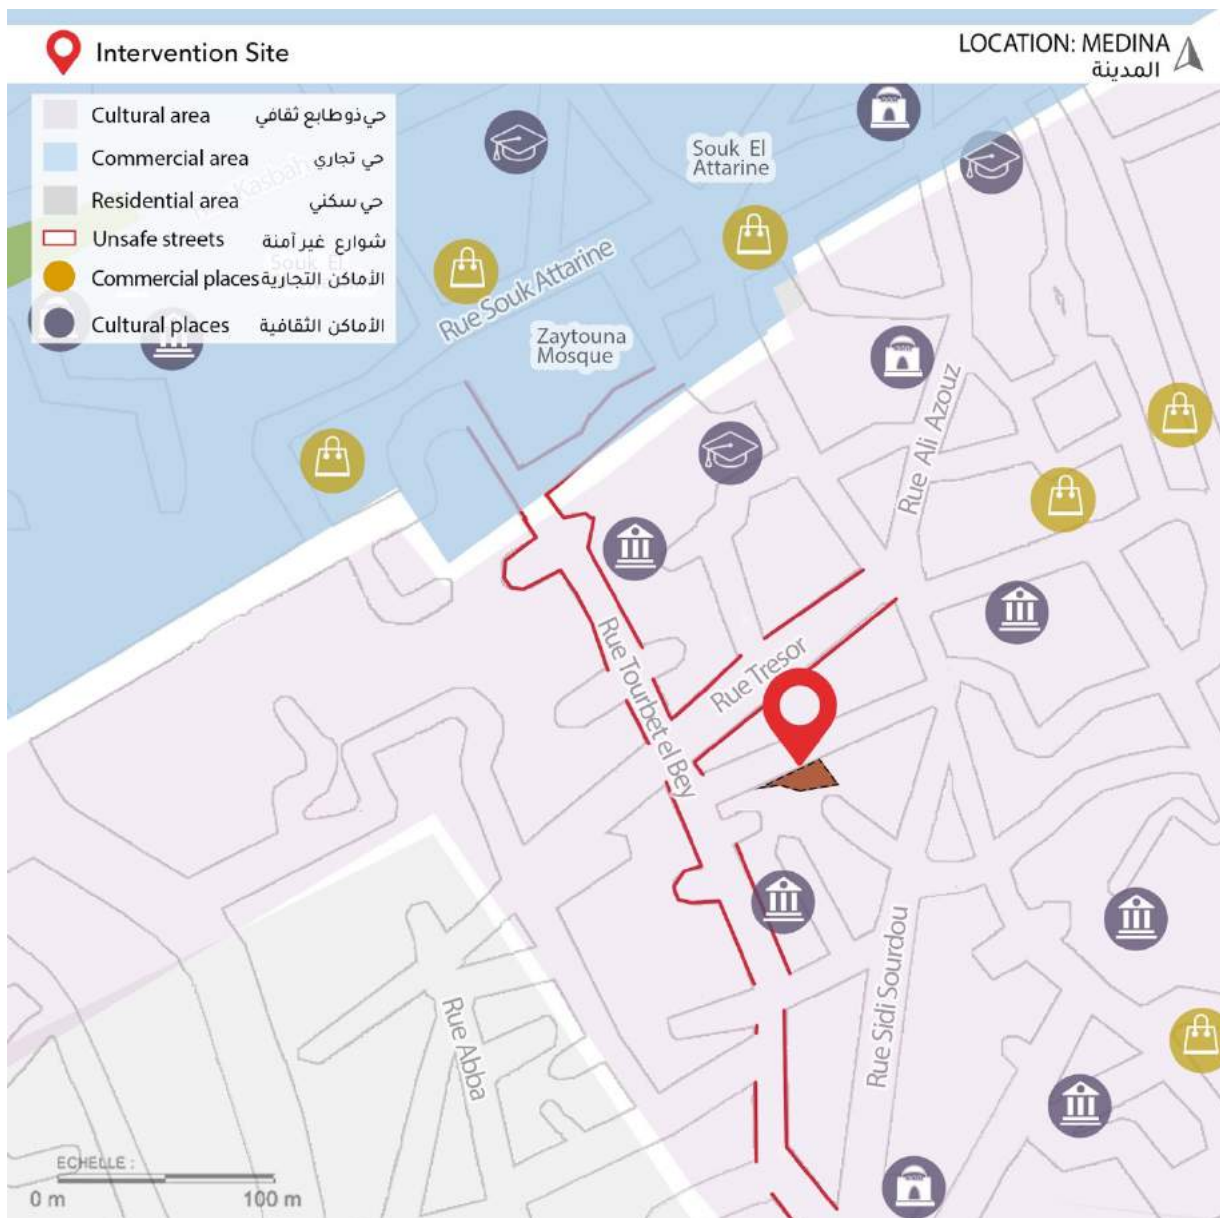 Intervention Site
LOCATION: MEDINA
المدينة
Cultural area حي ذو طابع ثقافي
Commercial area حي تجاري
Residential area حي سكني
Unsafe streets شوارع غير آمنة
Commercial places الأماكن التجارية
Cultural places الأماكن الثقافية
Kasbah
Souk El
Souk El
Attarine
Rue Souk Attarine
Zaytouna
Mosque
Rue Ali Azouz
Rue Tourbet el Bey
Rue Tresor
Rue Sidi Sourdou
Rue Abba
ECHELLE :
0 m
100 m